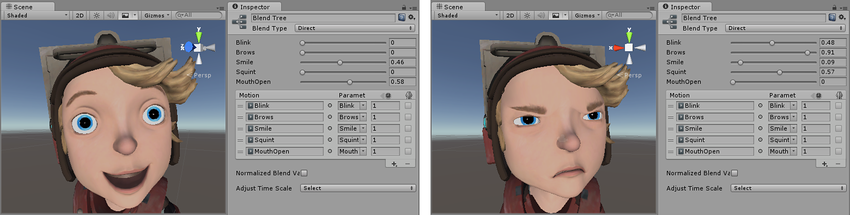 Scene
Shaded
2D
Gizmos
All
y
x
Persp
Inspector
Blend Tree
Blend Type
Direct
Blink
0
Brows
0
Smile
0.46
Squint
0
MouthOpen
0.58
Motion
Paramet
Blink
Blink
1
Brows
Brows
1
Smile
Smile
1
Squint
Squint
1
MouthOpen
Mouth
1
+
−
Normalized Blend Va
Adjust Time Scale
Select
Scene
Shaded
2D
Gizmos
All
y
x
Persp
Inspector
Blend Tree
Blend Type
Direct
Blink
0.48
Brows
0.91
Smile
0.09
Squint
0.57
MouthOpen
0
Motion
Paramet
Blink
Blink
1
Brows
Brows
1
Smile
Smile
1
Squint
Squint
1
MouthOpen
Mouth
1
+
−
Normalized Blend Va
Adjust Time Scale
Select